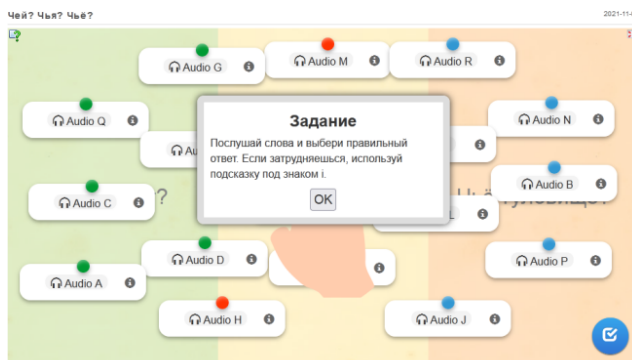 Чей? Чья? Чьё?
2021-11-
Audio G
Audio M
Audio R
Audio Q
Audio N
Задание
Послушай слова и выбери правильный
ответ. Если затрудняешься, используй
подсказку под знаком i.
OK
Audio C
?
Audio B
Audio D
Audio A
Audio P
Audio H
Audio J